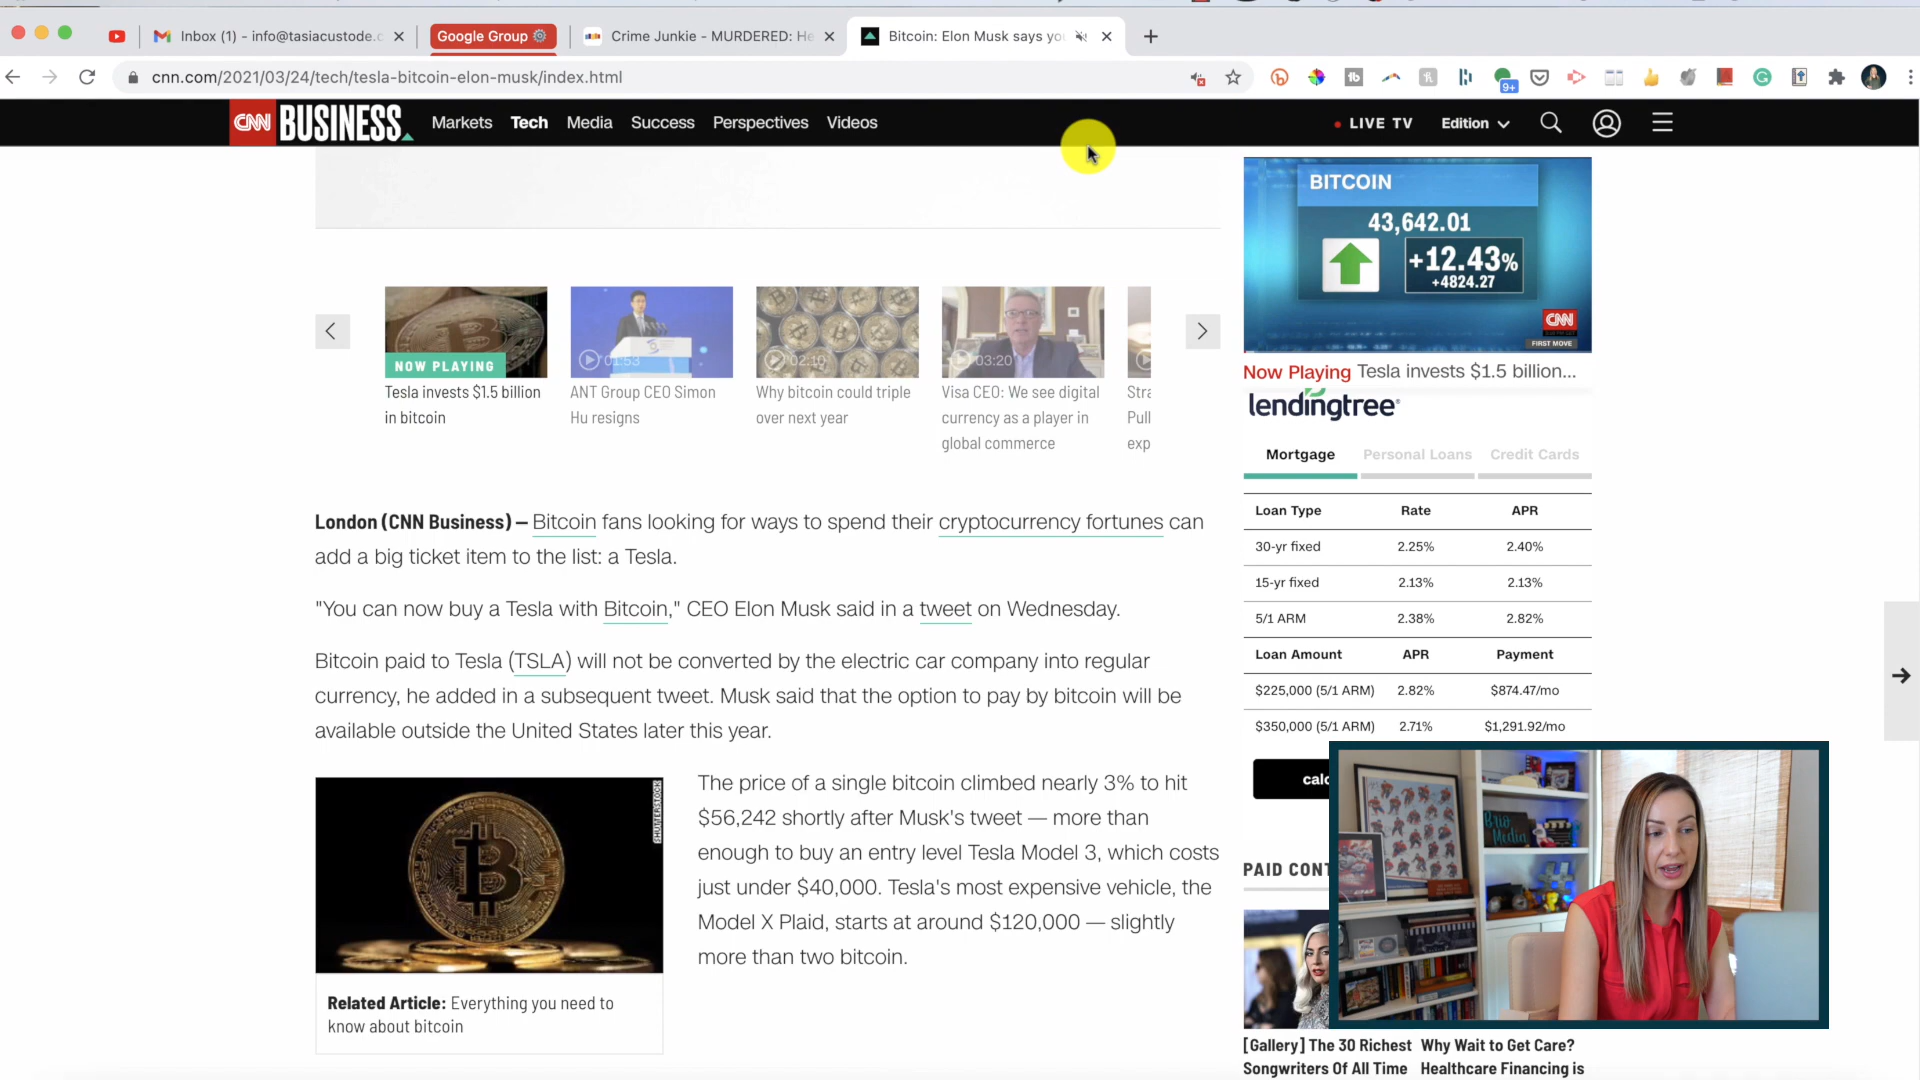 Inbox (1) - info@tasiacustode.c
Google Group
Crime Junkie - MURDERED: He
Bitcoin: Elon Musk says you
cnn.com/2021/03/24/tech/tesla-bitcoin-elon-musk/index.html
9+
CNN BUSINESS
Markets
Tech
Media
Success
Perspectives
Videos
LIVE TV
Edition
BITCOIN
43,642.01
+12.43%
+4824.27
CNN
FIRST MOVE
Now Playing Tesla invests $1.5 billion...
NOW PLAYING
Tesla invests $1.5 billion
in bitcoin
01:53
ANT Group CEO Simon
Hu resigns
02:10
Why bitcoin could triple
over next year
03:20
Visa CEO: We see digital
currency as a player in
global commerce
Stra
Pull
exp
lendingtree
Mortgage
Personal Loans
Credit Cards
Loan Type Rate APR
30-yr fixed 2.25% 2.40%
15-yr fixed 2.13% 2.13%
5/1 ARM 2.38% 2.82%
Loan Amount APR Payment
$225,000 (5/1 ARM) 2.82% $874.47/mo
$350,000 (5/1 ARM) 2.71% $1,291.92/mo
calc
London (CNN Business) — Bitcoin fans looking for ways to spend their cryptocurrency fortunes can
add a big ticket item to the list: a Tesla.
"You can now buy a Tesla with Bitcoin," CEO Elon Musk said in a tweet on Wednesday.
Bitcoin paid to Tesla (TSLA) will not be converted by the electric car company into regular
currency, he added in a subsequent tweet. Musk said that the option to pay by bitcoin will be
available outside the United States later this year.
SHUTTERSTOCK
The price of a single bitcoin climbed nearly 3% to hit
$56,242 shortly after Musk's tweet — more than
enough to buy an entry level Tesla Model 3, which costs
just under $40,000. Tesla's most expensive vehicle, the
Model X Plaid, starts at around $120,000 — slightly
more than two bitcoin.
Related Article: Everything you need to
know about bitcoin
PAID CONT
Brio
Media
[Gallery] The 30 Richest
Songwriters Of All Time
Why Wait to Get Care?
Healthcare Financing is